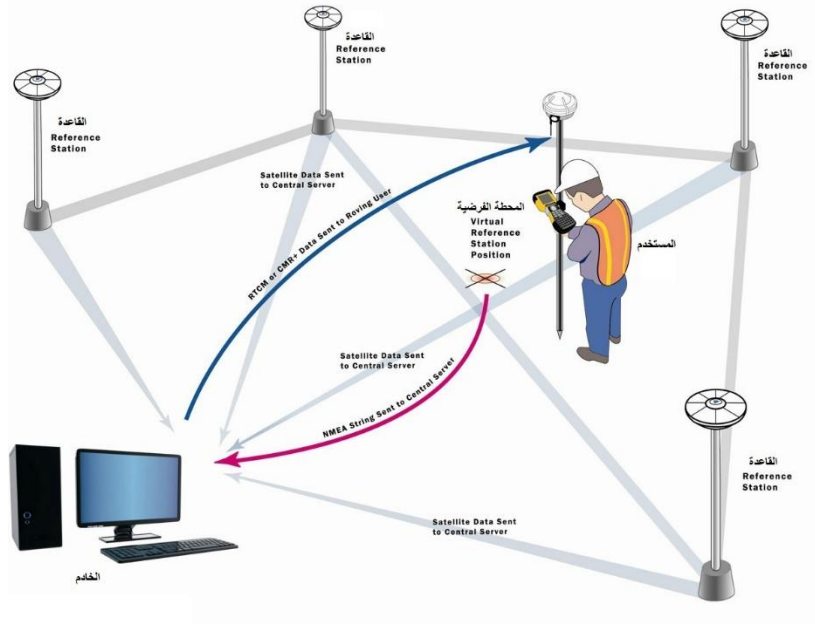 القاعدة
Reference
Station
القاعدة
Reference
Station
القاعدة
Reference
Station
Satellite Data Sent
to Central Server
RTCM or CMR+ Data Sent to Roving User
المحطة الفرضية
Virtual
Reference
Station
Position
المستخدم
Satellite Data Sent
to Central Server
NMEA String Sent to Central Server
القاعدة
Reference
Station
Satellite Data Sent
to Central Server
الخادم